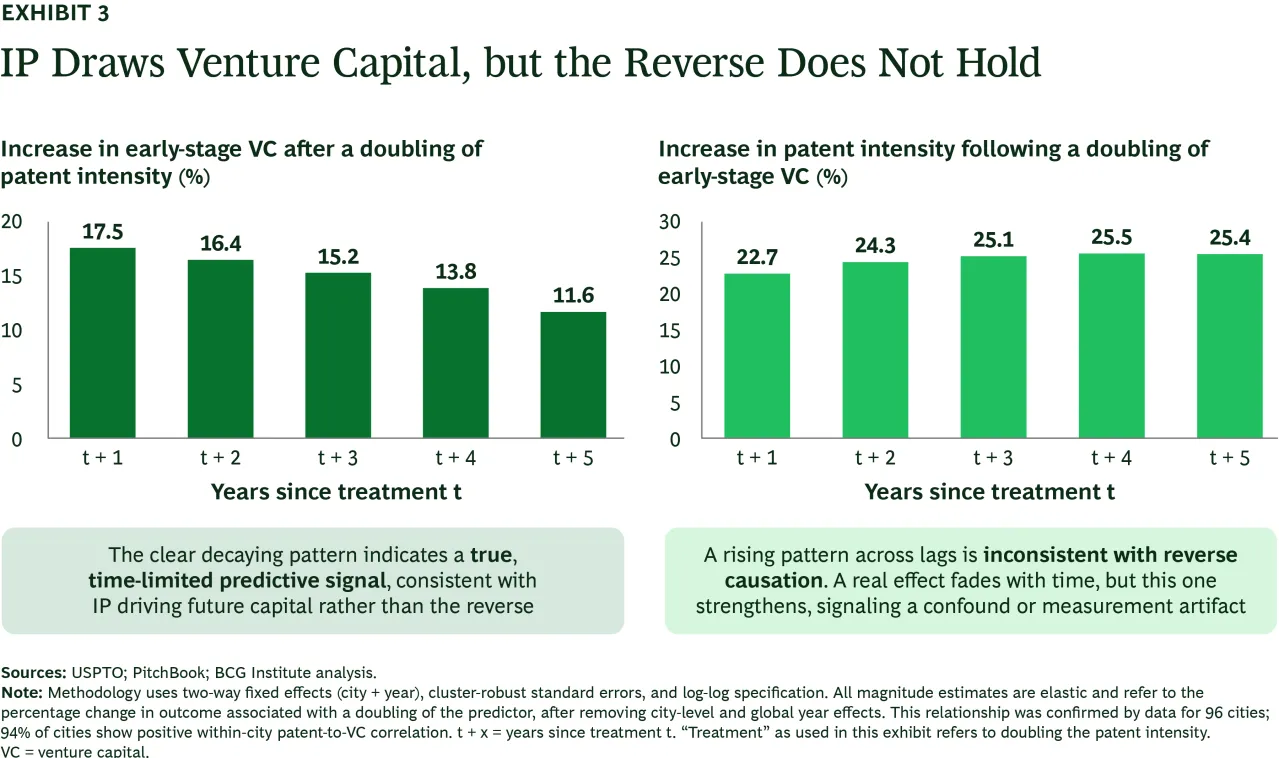 EXHIBIT 3
IP Draws Venture Capital, but the Reverse Does Not Hold
Increase in early-stage VC after a doubling of
patent intensity (%)
20
15
10
5
0
17.5
16.4
15.2
13.8
11.6
t + 1
t + 2
t + 3
t + 4
t + 5
Years since treatment t
The clear decaying pattern indicates a true,
time-limited predictive signal, consistent with
IP driving future capital rather than the reverse
Increase in patent intensity following a doubling of
early-stage VC (%)
30
25
20
15
10
5
0
22.7
24.3
25.1
25.5
25.4
t + 1
t + 2
t + 3
t + 4
t + 5
Years since treatment t
A rising pattern across lags is inconsistent with reverse
causation. A real effect fades with time, but this one
strengthens, signaling a confound or measurement artifact
Sources: USPTO; PitchBook; BCG Institute analysis.
Note: Methodology uses two-way fixed effects (city + year), cluster-robust standard errors, and log-log specification. All magnitude estimates are elastic and refer to the
percentage change in outcome associated with a doubling of the predictor, after removing city-level and global year effects. This relationship was confirmed by data for 96 cities;
94% of cities show positive within-city patent-to-VC correlation. t + x = years since treatment t. “Treatment” as used in this exhibit refers to doubling the patent intensity.
VC = venture capital.